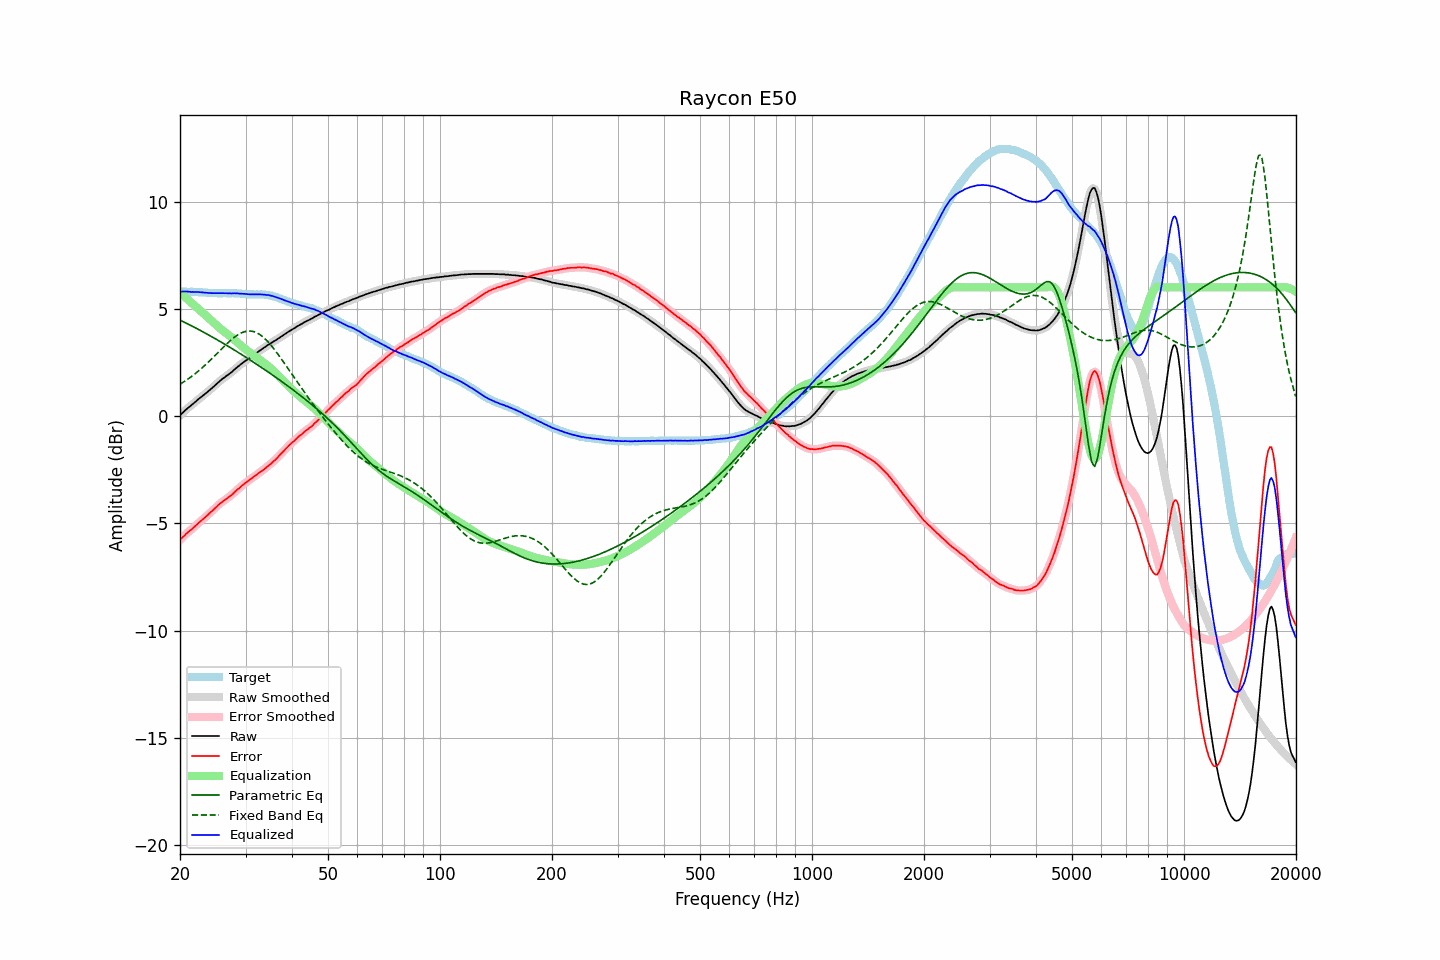 Raycon E50
Amplitude (dBr)
10
5
0
−5
−10
−15
−20
Target
Raw Smoothed
Error Smoothed
Raw
Error
Equalization
Parametric Eq
Fixed Band Eq
Equalized
20 50 100 200 500 1000 2000 5000 10000 20000
Frequency (Hz)